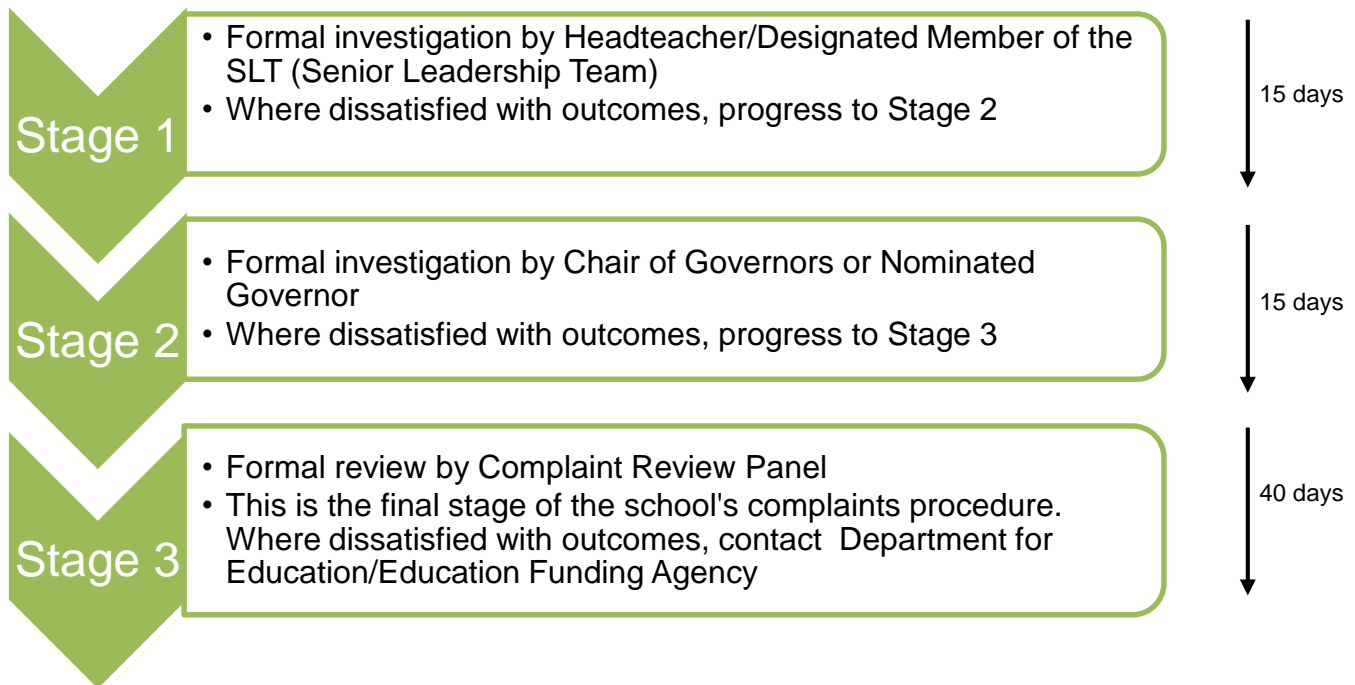 Stage 1
• Formal investigation by Headteacher/Designated Member of the
SLT (Senior Leadership Team)
• Where dissatisfied with outcomes, progress to Stage 2
15 days
Stage 2
• Formal investigation by Chair of Governors or Nominated
Governor
• Where dissatisfied with outcomes, progress to Stage 3
15 days
Stage 3
• Formal review by Complaint Review Panel
• This is the final stage of the school's complaints procedure.
Where dissatisfied with outcomes, contact  Department for
Education/Education Funding Agency
40 days